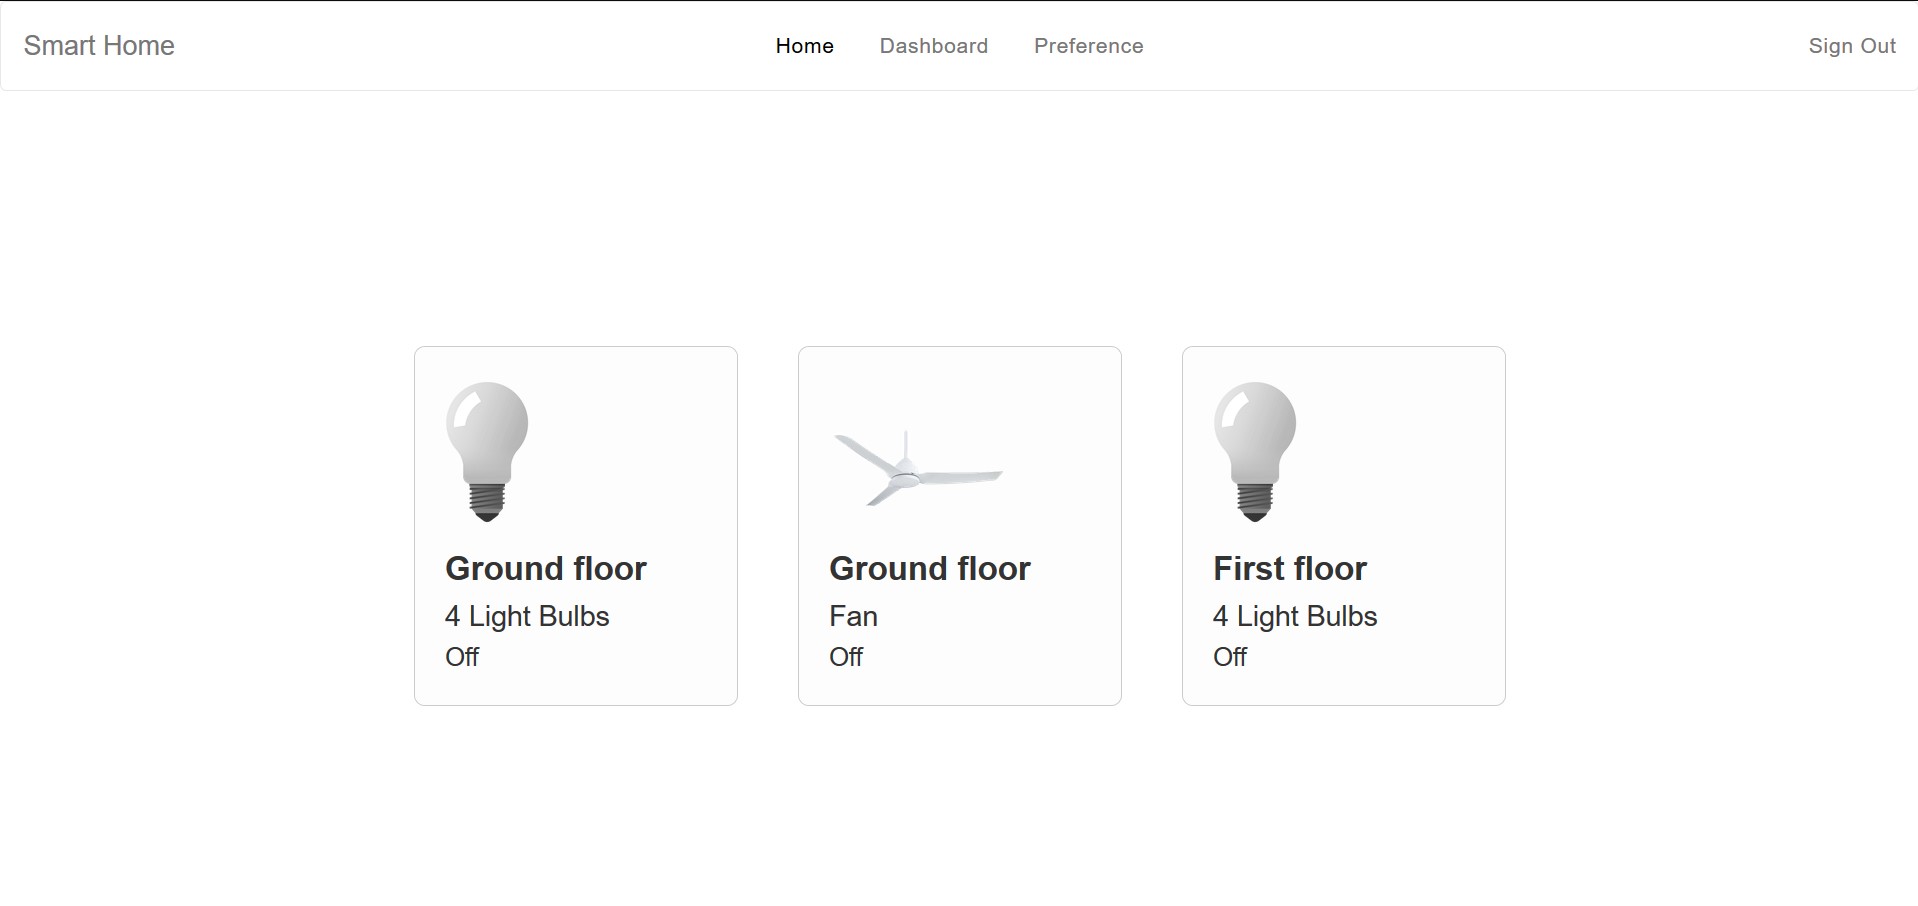 Smart Home
Home Dashboard Preference
Sign Out
Ground floor
4 Light Bulbs
Off
Ground floor
Fan
Off
First floor
4 Light Bulbs
Off